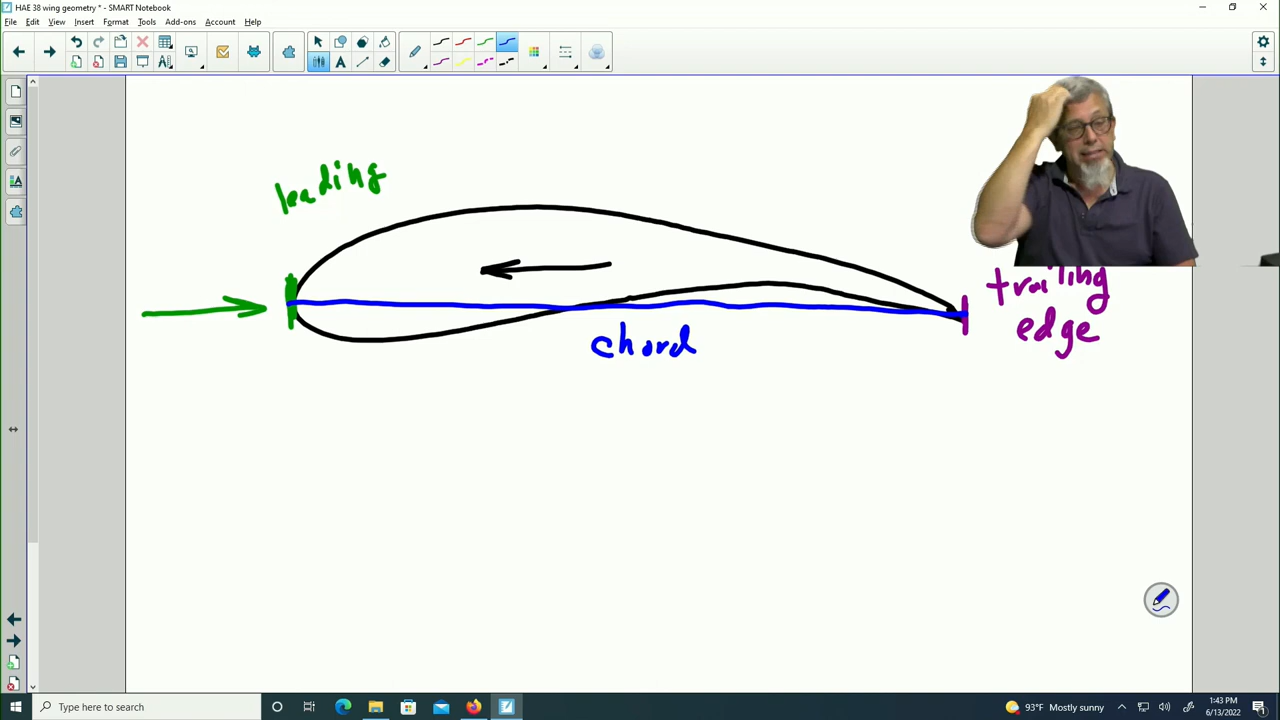 HAE 38 wing geometry * - SMART Notebook
File Edit View Insert Format Tools Add-ons Account Help
leading
trailing
edge
chord
Type here to search
93°F Mostly sunny
1:43 PM
6/13/2022